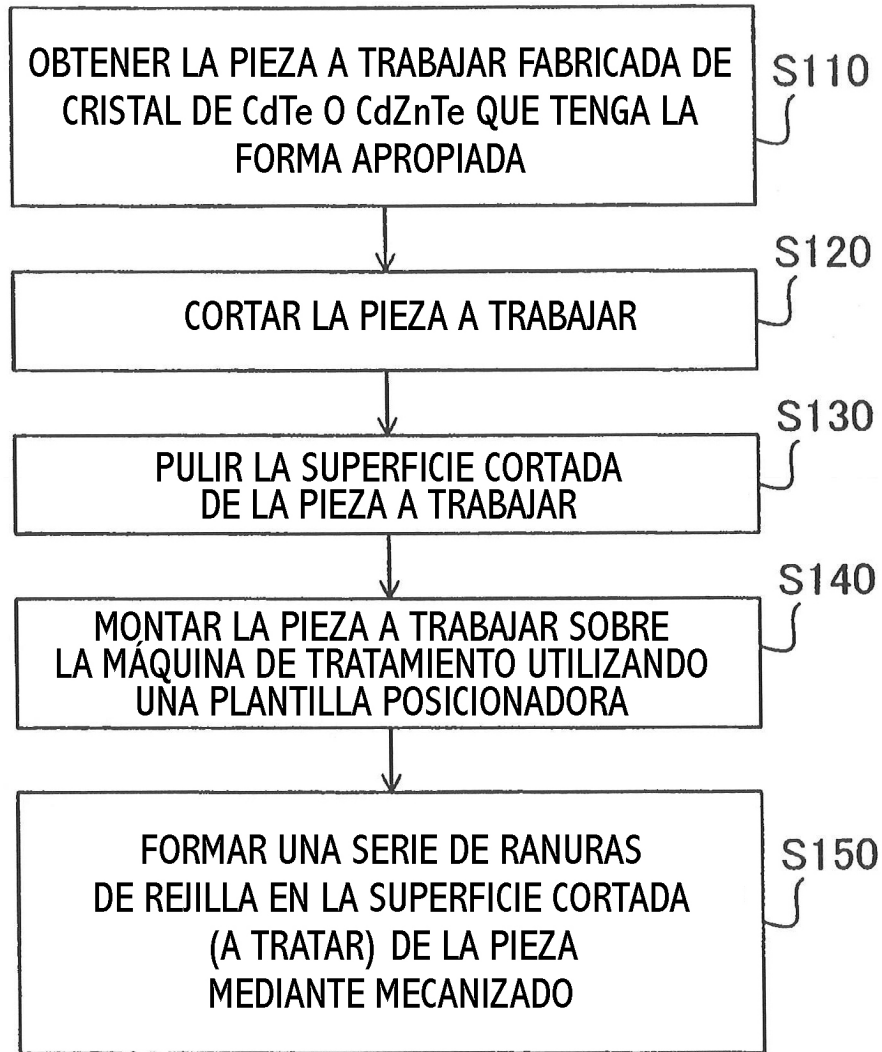 OBTENER LA PIEZA A TRABAJAR FABRICADA DE
CRISTAL DE CdTe O CdZnTe QUE TENGA LA
FORMA APROPIADA
S110
CORTAR LA PIEZA A TRABAJAR
S120
PULIR LA SUPERFICIE CORTADA
DE LA PIEZA A TRABAJAR
S130
MONTAR LA PIEZA A TRABAJAR SOBRE
LA MÁQUINA DE TRATAMIENTO UTILIZANDO
UNA PLANTILLA POSICIONADORA
S140
FORMAR UNA SERIE DE RANURAS
DE REJILLA EN LA SUPERFICIE CORTADA
(A TRATAR) DE LA PIEZA
MEDIANTE MECANIZADO
S150